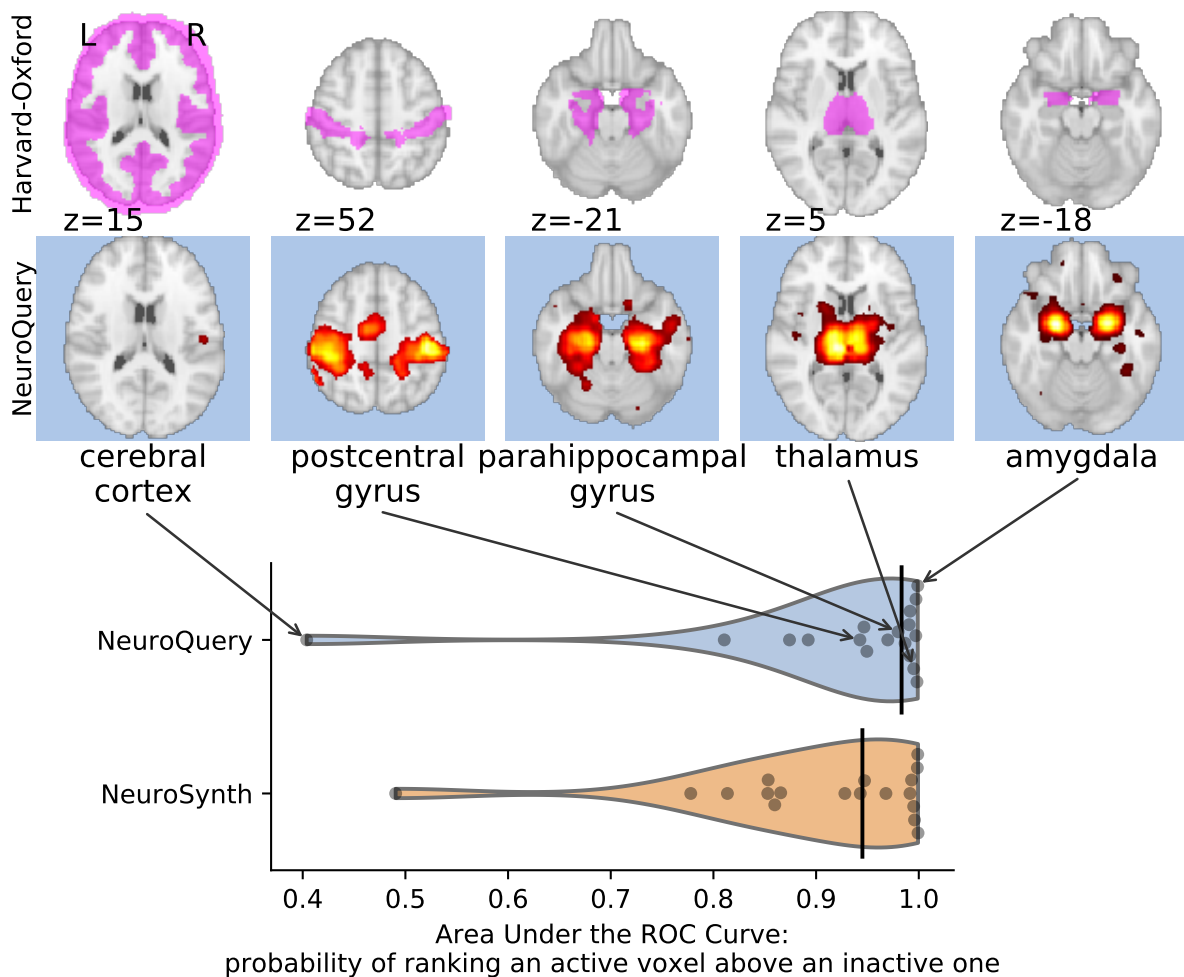 Harvard-Oxford
L R
z=15 z=52 z=-21 z=5 z=-18
NeuroQuery
cerebral cortex
postcentral gyrus
parahippocampal gyrus
thalamus
amygdala
NeuroQuery
NeuroSynth
0.4 0.5 0.6 0.7 0.8 0.9 1.0
Area Under the ROC Curve:
probability of ranking an active voxel above an inactive one